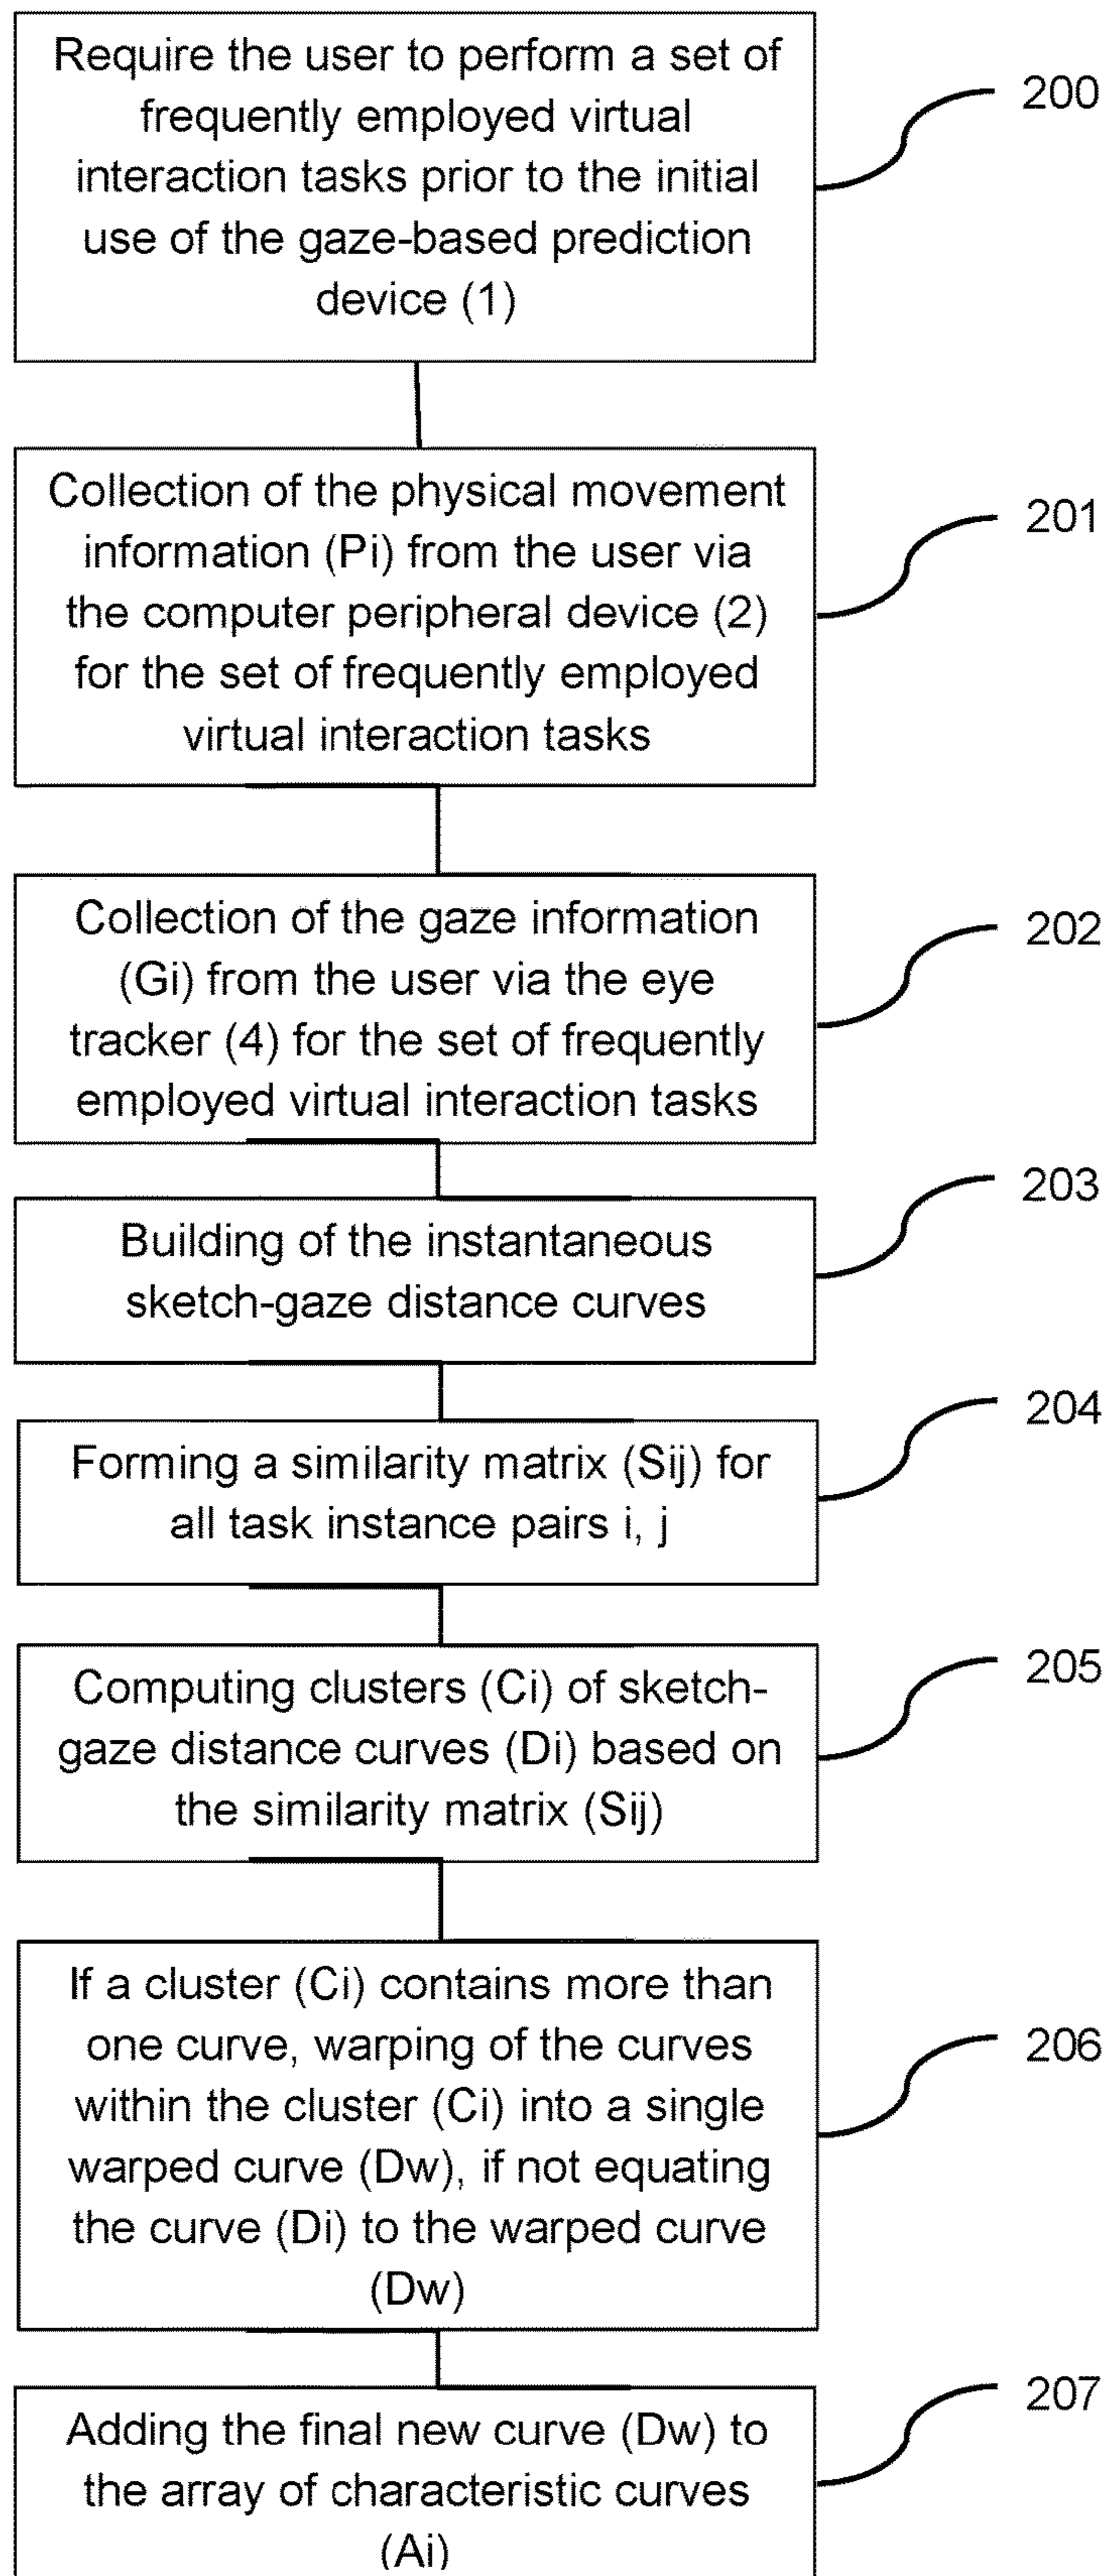 Require the user to perform a set of
frequently employed virtual
interaction tasks prior to the initial
use of the gaze-based prediction
device (1)
200
Collection of the physical movement
information (Pi) from the user via
the computer peripheral device (2)
for the set of frequently employed
virtual interaction tasks
201
Collection of the gaze information
(Gi) from the user via the eye
tracker (4) for the set of frequently
employed virtual interaction tasks
202
Building of the instantaneous
sketch-gaze distance curves
203
Forming a similarity matrix (Sij) for
all task instance pairs i, j
204
Computing clusters (Ci) of sketch-
gaze distance curves (Di) based on
the similarity matrix (Sij)
205
If a cluster (Ci) contains more than
one curve, warping of the curves
within the cluster (Ci) into a single
warped curve (Dw), if not equating
the curve (Di) to the warped curve
(Dw)
206
Adding the final new curve (Dw) to
the array of characteristic curves
(Ai)
207